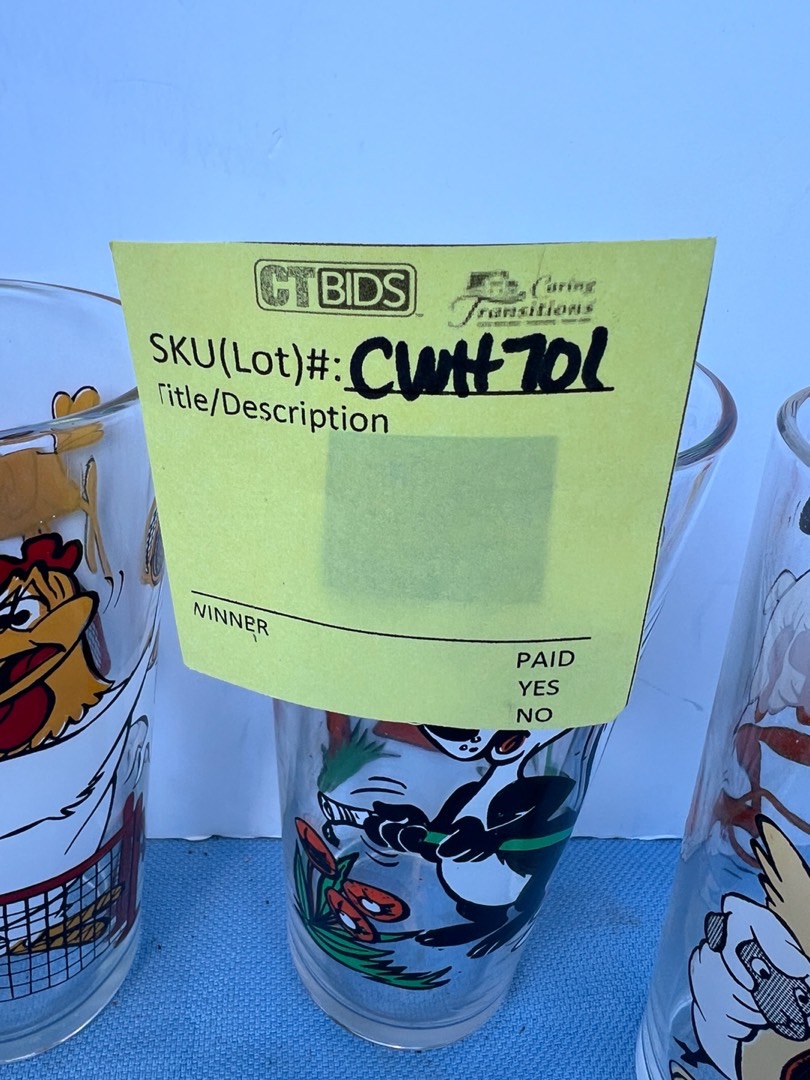 CTBIDS
Caring
Transitions
SKU(Lot)#: CWH701
Title/Description
WINNER
PAID
YES
NO